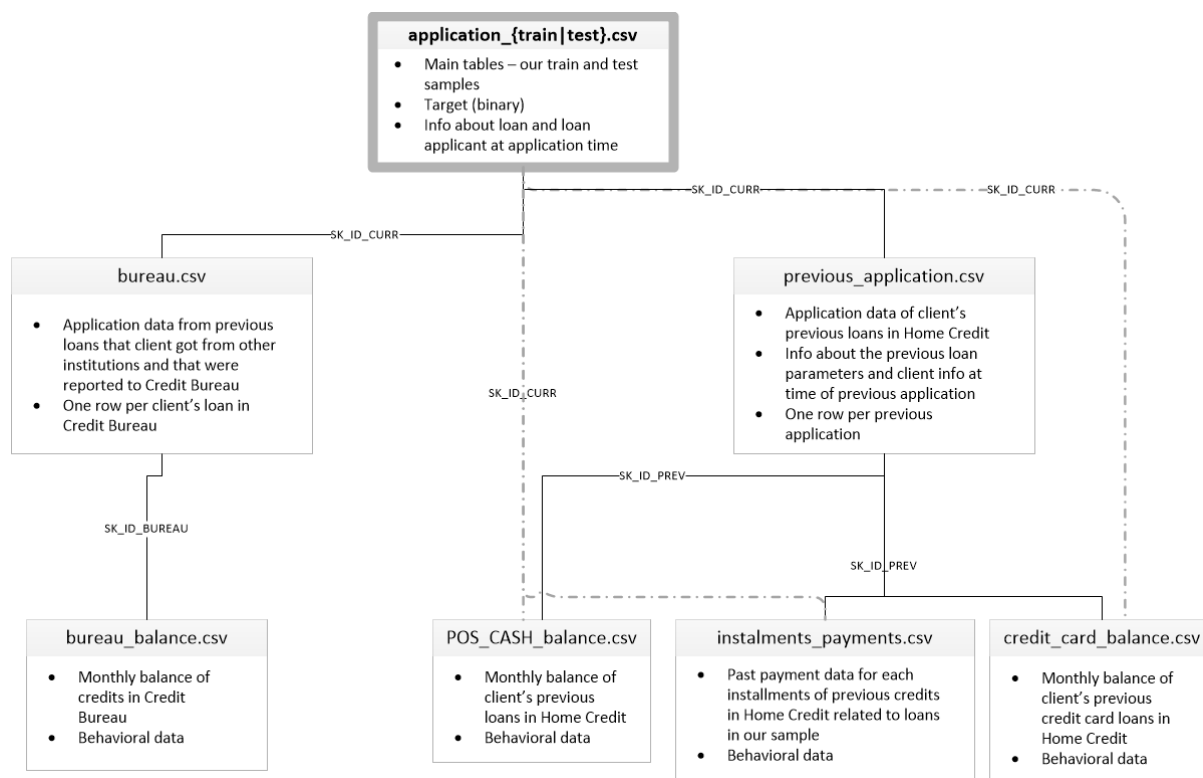 application_{train|test}.csv
• Main tables – our train and test
samples
• Target (binary)
• Info about loan and loan
applicant at application time
SK_ID_CURR
SK_ID_CURR
SK_ID_CURR
bureau.csv
• Application data from previous
loans that client got from other
institutions and that were
reported to Credit Bureau
• One row per client's loan in
Credit Bureau
previous_application.csv
• Application data of client's
previous loans in Home Credit
• Info about the previous loan
parameters and client info at
time of previous application
• One row per previous
application
SK_ID_CURR
SK_ID_PREV
SK_ID_BUREAU
SK_ID_PREV
bureau_balance.csv
• Monthly balance of
credits in Credit
Bureau
• Behavioral data
POS_CASH_balance.csv
• Monthly balance of
client's previous
loans in Home Credit
• Behavioral data
instalments_payments.csv
• Past payment data for each
installments of previous credits
in Home Credit related to loans
in our sample
• Behavioral data
credit_card_balance.csv
• Monthly balance of
client's previous
credit card loans in
Home Credit
• Behavioral data